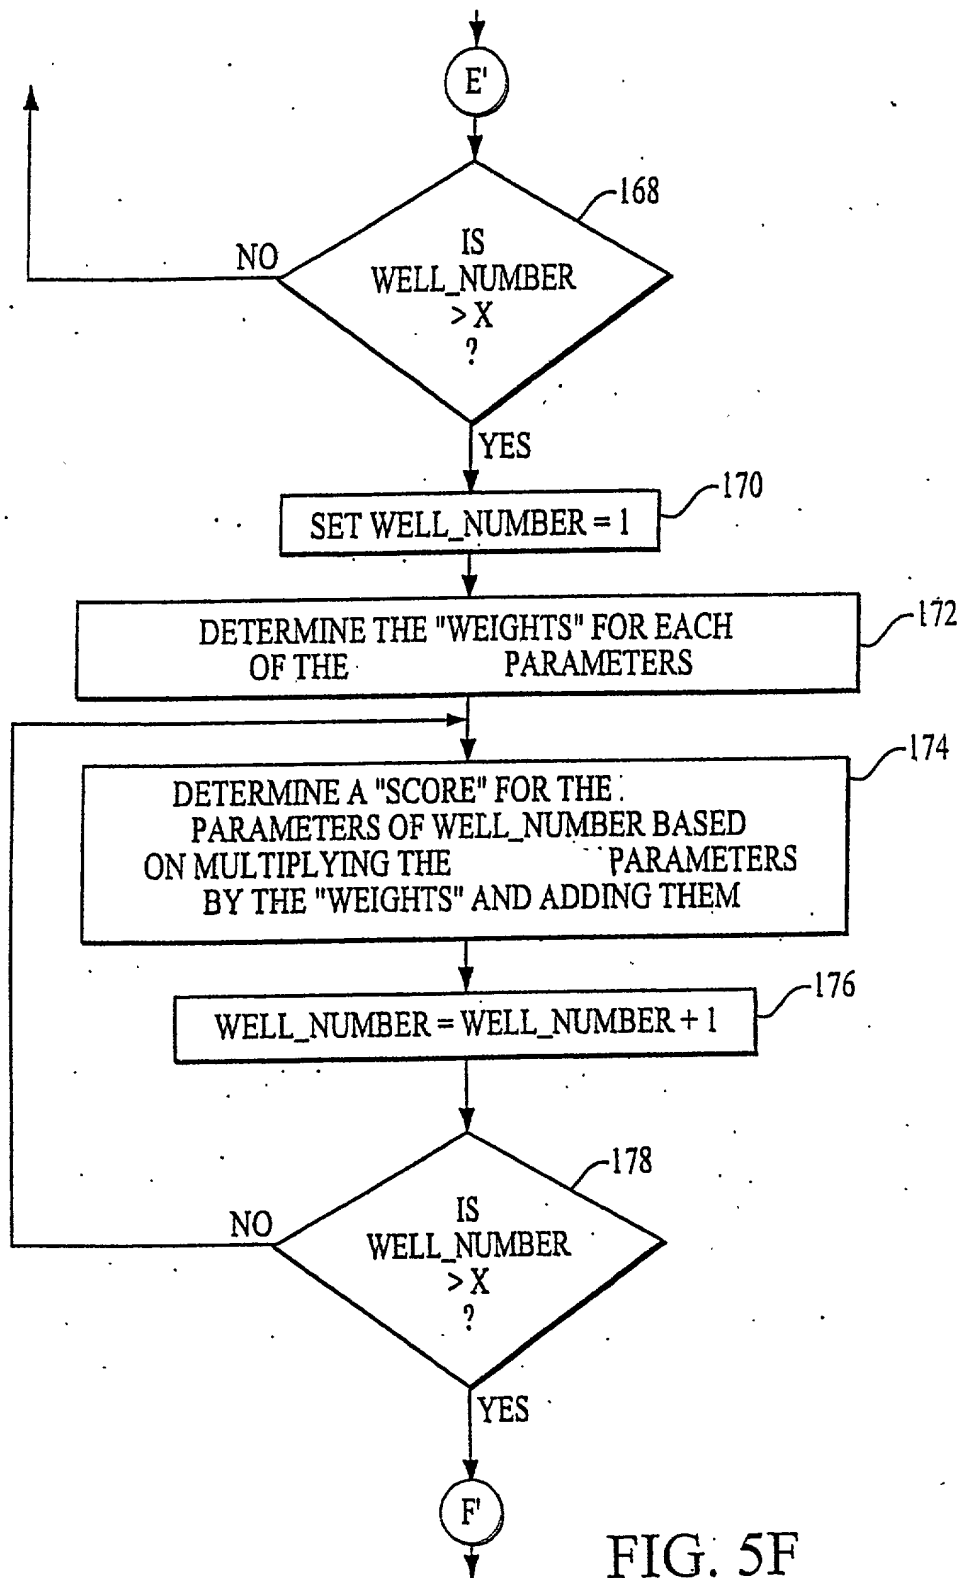 E'
168
IS
WELL_NUMBER
> X
?
NO
YES
170
SET WELL_NUMBER = 1
172
DETERMINE THE "WEIGHTS" FOR EACH
OF THE PARAMETERS
174
DETERMINE A "SCORE" FOR THE
PARAMETERS OF WELL_NUMBER BASED
ON MULTIPLYING THE PARAMETERS
BY THE "WEIGHTS" AND ADDING THEM
176
WELL_NUMBER = WELL_NUMBER + 1
178
IS
WELL_NUMBER
> X
?
NO
YES
F'
FIG. 5F